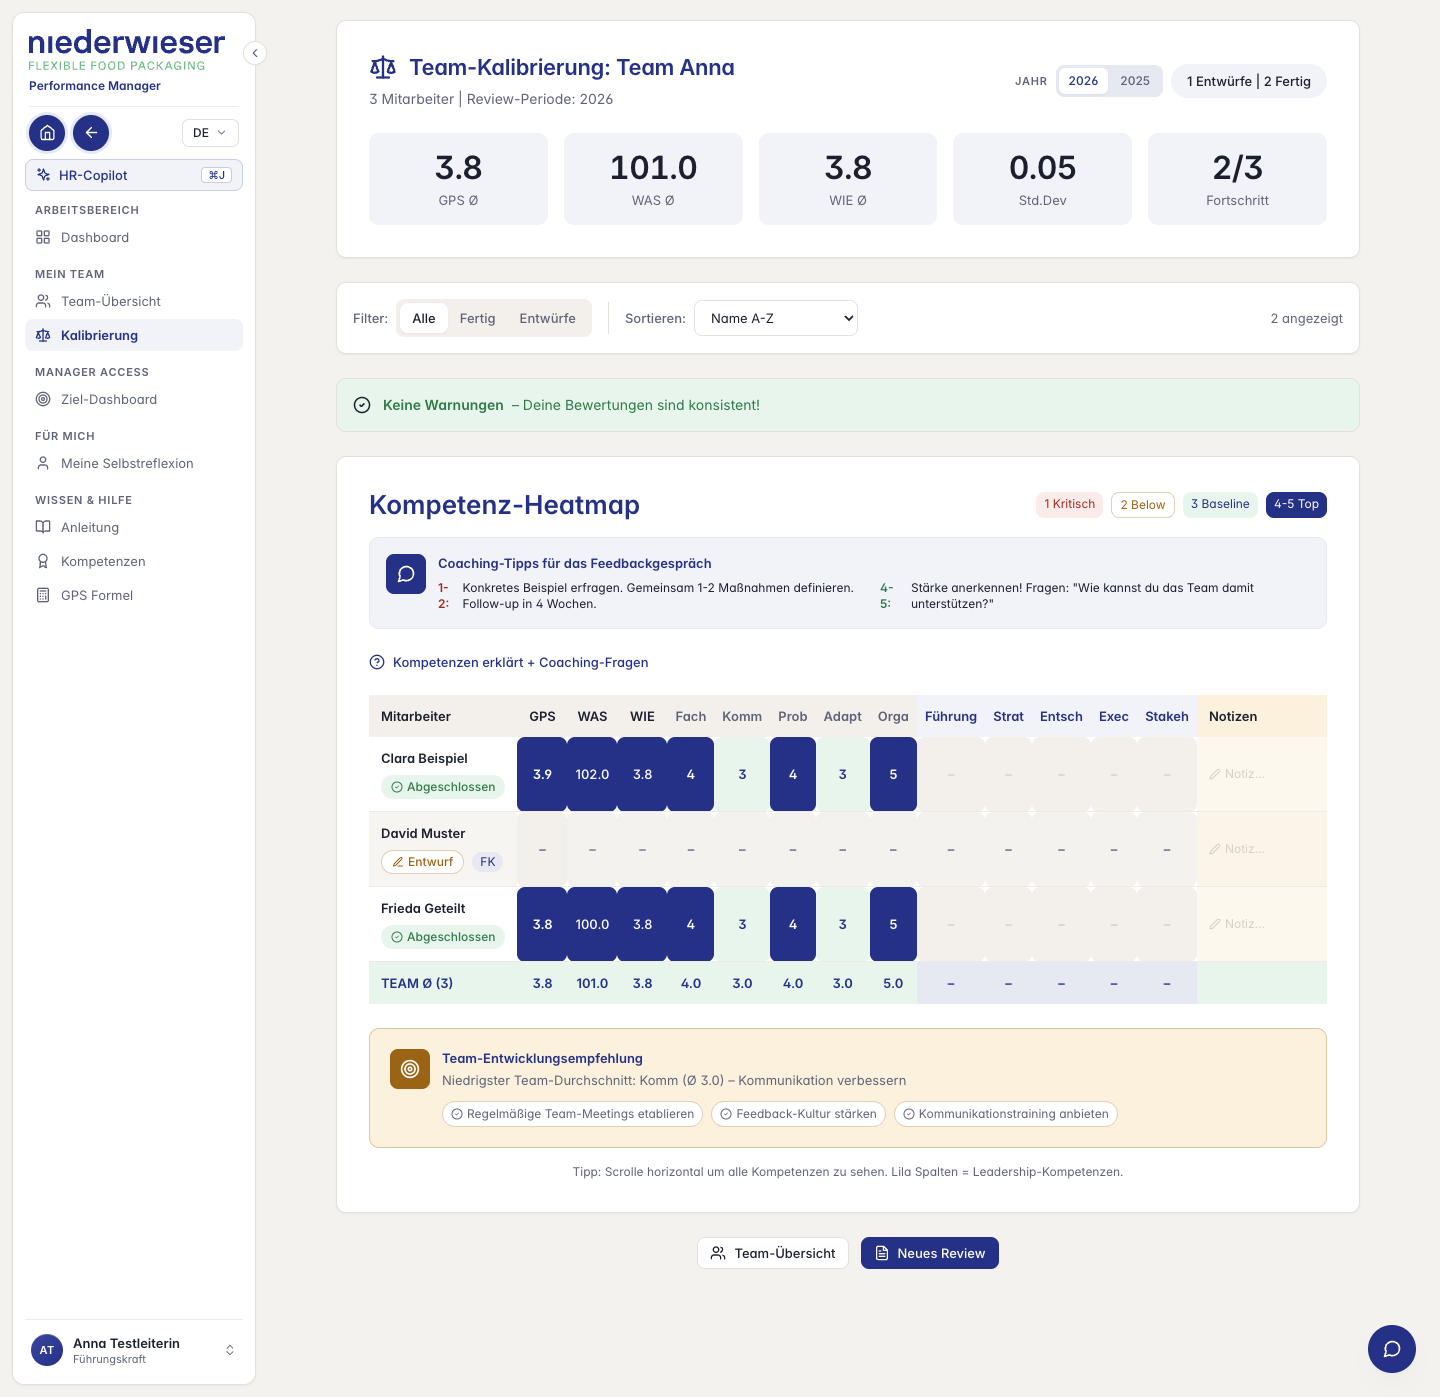 niederwieser
FLEXIBLE FOOD PACKAGING
Performance Manager
DE
HR-Copilot
⌘J
ARBEITSBEREICH
Dashboard
MEIN TEAM
Team-Übersicht
Kalibrierung
MANAGER ACCESS
Ziel-Dashboard
FÜR MICH
Meine Selbstreflexion
WISSEN & HILFE
Anleitung
Kompetenzen
GPS Formel
AT
Anna Testleiterin
Führungskraft
Team-Kalibrierung: Team Anna
3 Mitarbeiter | Review-Periode: 2026
JAHR 2026 2025 1 Entwürfe | 2 Fertig
3.8 101.0 3.8 0.05 2/3
GPS Ø WAS Ø WIE Ø Std.Dev Fortschritt
Filter: Alle Fertig Entwürfe Sortieren: Name A-Z 2 angezeigt
Keine Warnungen – Deine Bewertungen sind konsistent!
Kompetenz-Heatmap 1 Kritisch 2 Below 3 Baseline 4-5 Top
Coaching-Tipps für das Feedbackgespräch
1- Konkretes Beispiel erfragen. Gemeinsam 1-2 Maßnahmen definieren. 4- Stärke anerkennen! Fragen: "Wie kannst du das Team damit
2: Follow-up in 4 Wochen. 5: unterstützen?"
Kompetenzen erklärt + Coaching-Fragen
Mitarbeiter GPS WAS WIE Fach Komm Prob Adapt Orga Führung Strat Entsch Exec Stakeh Notizen
Clara Beispiel
3.9 102.0 3.8 4 3 4 3 5 – – – – – Notiz...
Abgeschlossen
David Muster
– – – – – – – – – – – – – Notiz...
Entwurf FK
Frieda Geteilt
3.8 100.0 3.8 4 3 4 3 5 – – – – – Notiz...
Abgeschlossen
TEAM Ø (3) 3.8 101.0 3.8 4.0 3.0 4.0 3.0 5.0 – – – – –
Team-Entwicklungsempfehlung
Niedrigster Team-Durchschnitt: Komm (Ø 3.0) – Kommunikation verbessern
Regelmäßige Team-Meetings etablieren Feedback-Kultur stärken Kommunikationstraining anbieten
Tipp: Scrolle horizontal um alle Kompetenzen zu sehen. Lila Spalten = Leadership-Kompetenzen.
Team-Übersicht Neues Review